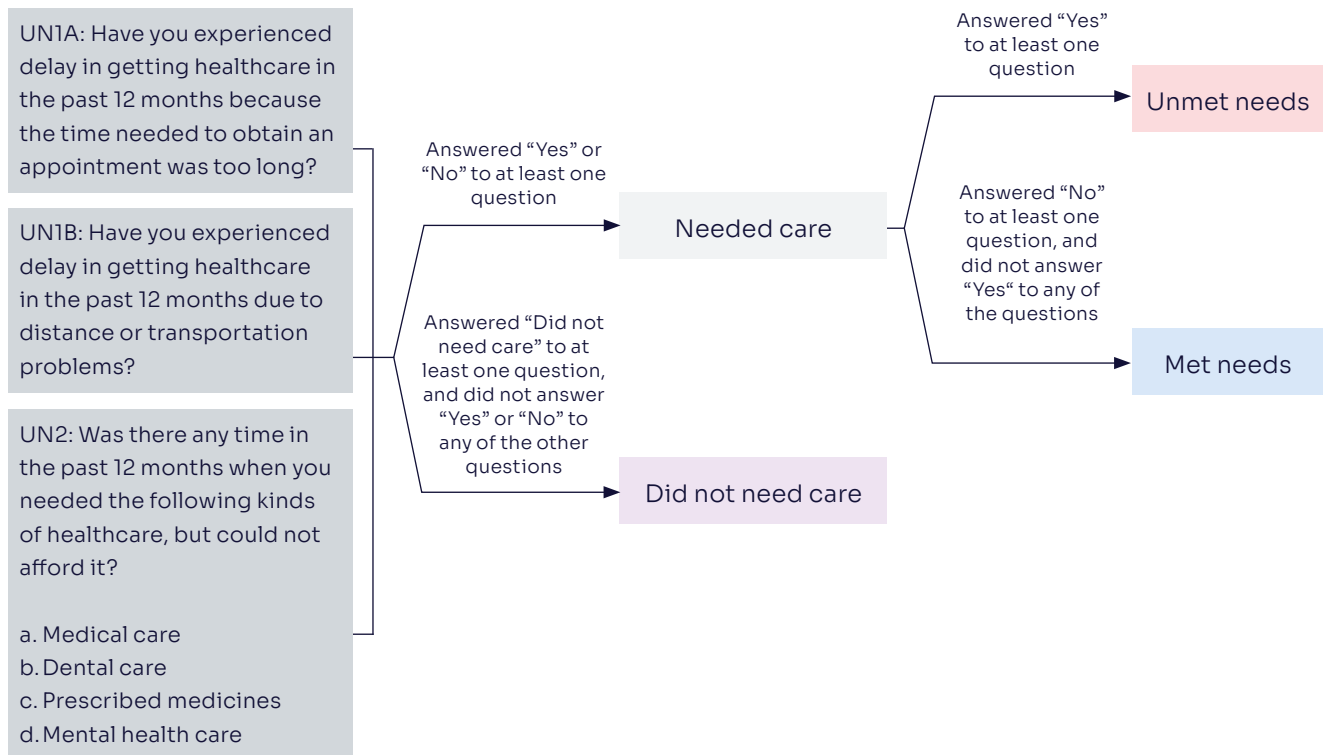 UN1A: Have you experienced
delay in getting healthcare in
the past 12 months because
the time needed to obtain an
appointment was too long?
UN1B: Have you experienced
delay in getting healthcare
in the past 12 months due to
distance or transportation
problems?
UN2: Was there any time in
the past 12 months when you
needed the following kinds
of healthcare, but could not
afford it?
a. Medical care
b. Dental care
c. Prescribed medicines
d. Mental health care
Answered “Yes” or
“No” to at least one
question
Needed care
Answered “Did not
need care” to at
least one question,
and did not answer
“Yes” or “No” to
any of the other
questions
Did not need care
Answered “Yes”
to at least one
question
Unmet needs
Answered “No”
to at least one
question, and
did not answer
“Yes“ to any of
the questions
Met needs